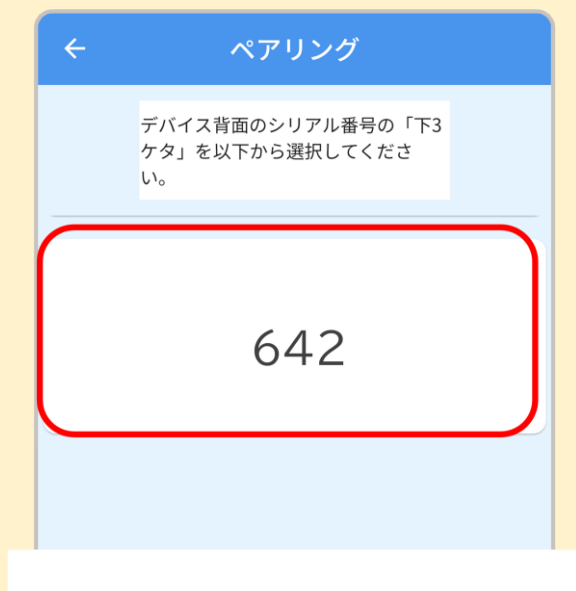 ペアリング
デバイス背面のシリアル番号の「下3
ケタ」を以下から選択してくださ
い。
642